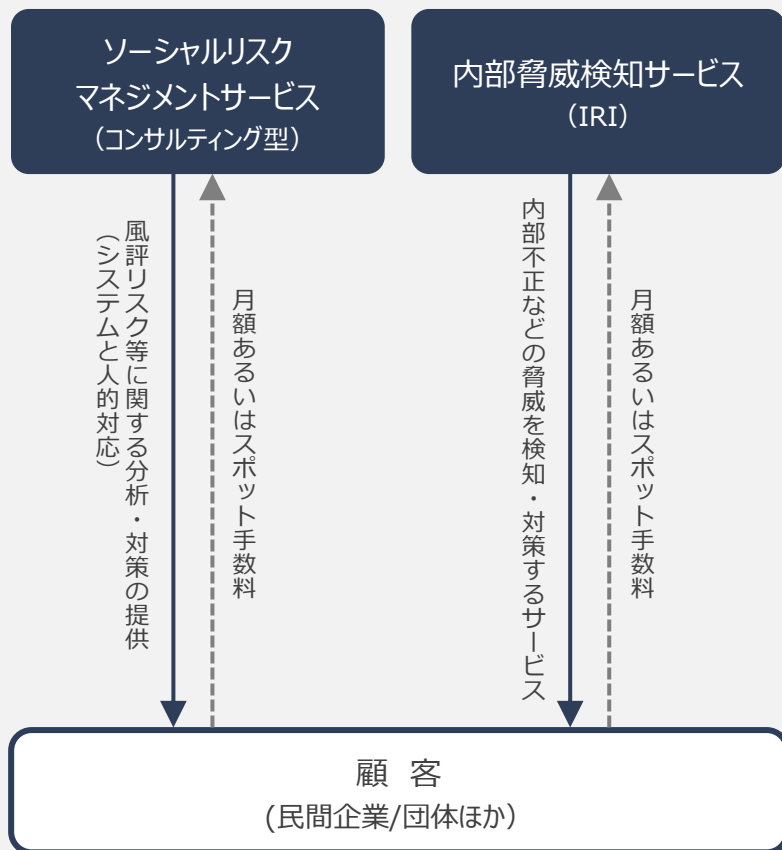 ソーシャルリスク
マネジメントサービス
（コンサルティング型）
内部脅威検知サービス
（IRI）
風評リスク等に関する分析・対策の提供
（システムと人的対応）
月額あるいはスポット手数料
内部不正などの脅威を検知・対策するサービス
月額あるいはスポット手数料
顧 客
(民間企業/団体ほか）